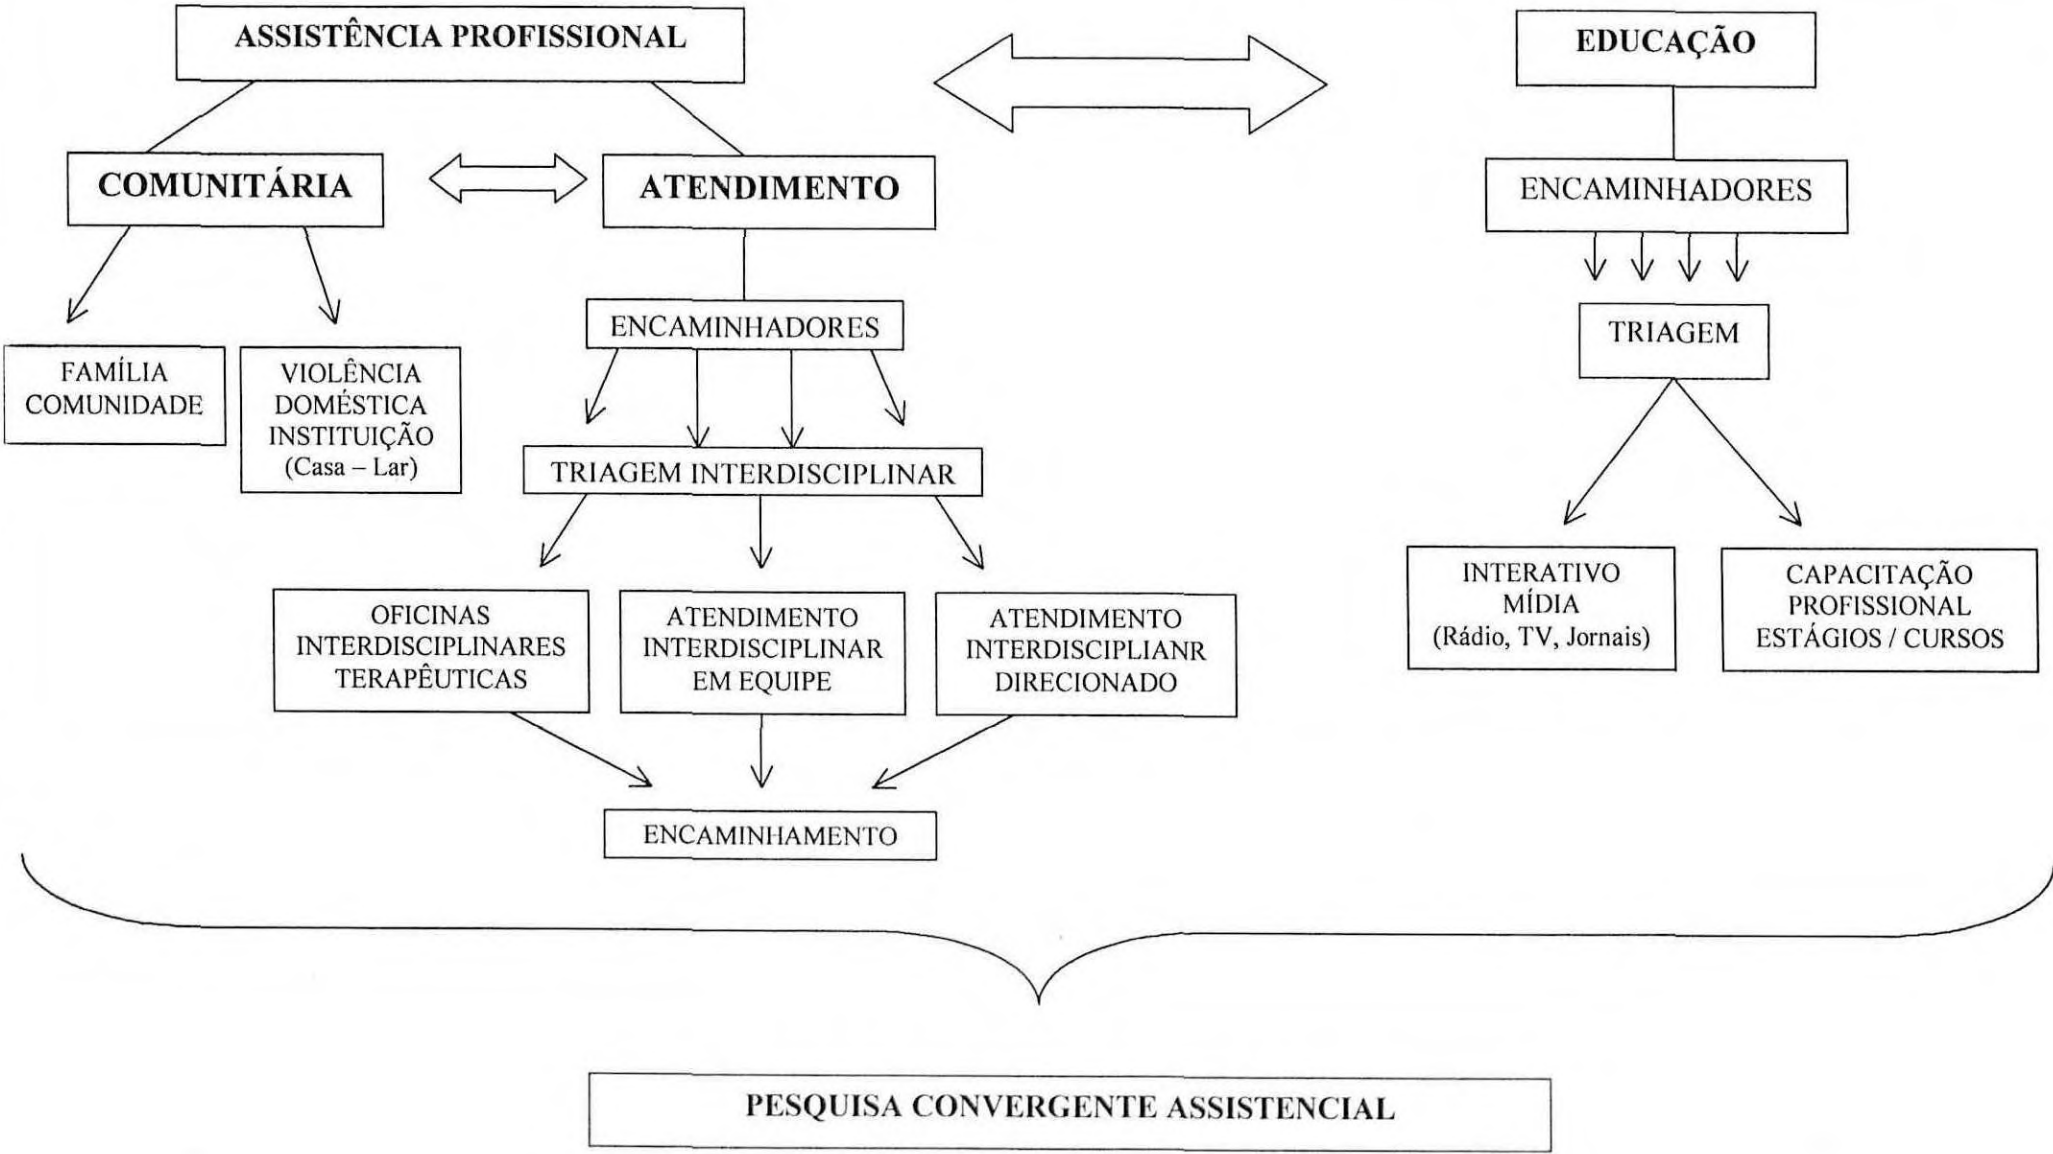 ASSISTÊNCIA PROFISSIONAL
EDUCAÇÃO
COMUNITÁRIA
ATENDIMENTO
ENCAMINHADORES
ENCAMINHADORES
TRIAGEM
FAMÍLIA
COMUNIDADE
VIOLÊNCIA
DOMÉSTICA
INSTITUIÇÃO
(Casa – Lar)
TRIAGEM INTERDISCIPLINAR
OFICINAS
INTERDISCIPLINARES
TERAPÊUTICAS
ATENDIMENTO
INTERDISCIPLINAR
EM EQUIPE
ATENDIMENTO
INTERDISCIPLIANR
DIRECIONADO
INTERATIVO
MÍDIA
(Rádio, TV, Jornais)
CAPACITAÇÃO
PROFISSIONAL
ESTÁGIOS / CURSOS
ENCAMINHAMENTO
PESQUISA CONVERGENTE ASSISTENCIAL